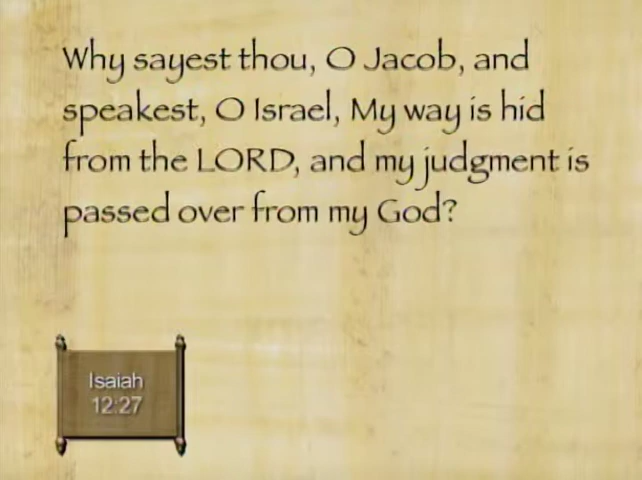 Why sayest thou, O Jacob, and
speakest, O Israel, My way is hid
from the LORD, and my judgment is
passed over from my God?
Isaiah
12:27